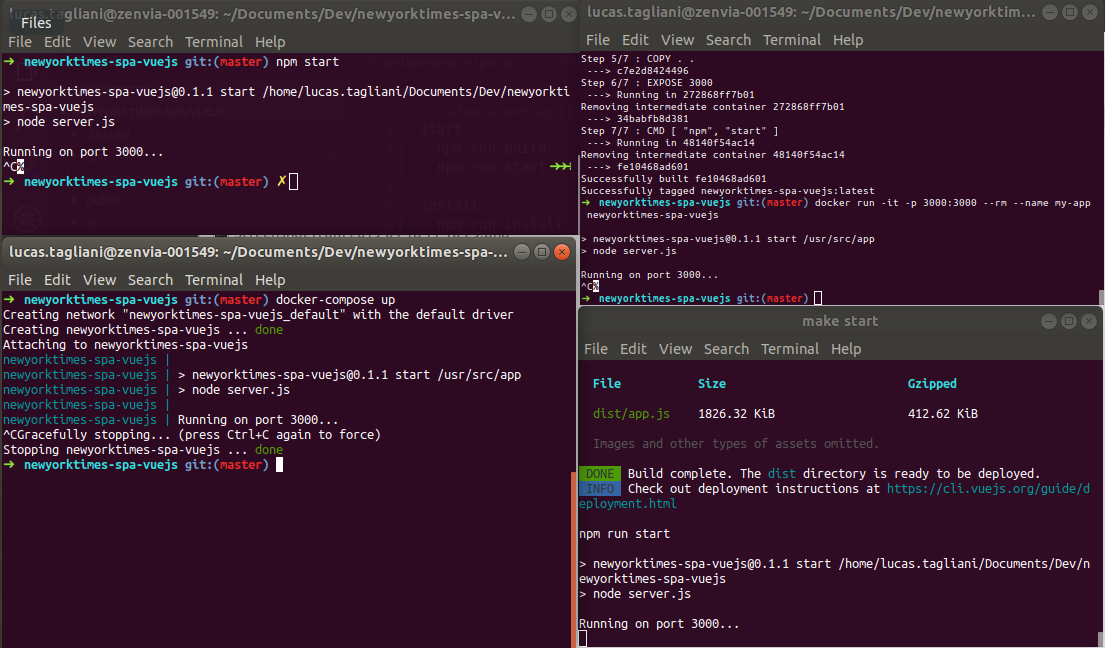 lucas.tagliani@zenvia-001549: ~/Documents/Dev/newyorktimes-spa-v...
Files
File Edit View Search Terminal Help
➜ newyorktimes-spa-vuejs git:(master) npm start
> newyorktimes-spa-vuejs@0.1.1 start /home/lucas.tagliani/Documents/Dev/newyorkti
mes-spa-vuejs
> node server.js
Running on port 3000...
^C%
➜ newyorktimes-spa-vuejs git:(master) ✗
start:
npm run build
npm run start
install:
npm run install
lucas.tagliani@zenvia-001549: ~/Documents/Dev/newyorktim...
File Edit View Search Terminal Help
Step 5/7 : COPY . .
---> c7e2d8424496
Step 6/7 : EXPOSE 3000
---> Running in 272868ff7b01
Removing intermediate container 272868ff7b01
---> 34babfb8d381
Step 7/7 : CMD [ "npm", "start" ]
---> Running in 48140f54ac14
Removing intermediate container 48140f54ac14
---> fe10468ad601
Successfully built fe10468ad601
Successfully tagged newyorktimes-spa-vuejs:latest
➜ newyorktimes-spa-vuejs git:(master) docker run -it -p 3000:3000 --rm --name my-app
newyorktimes-spa-vuejs
> newyorktimes-spa-vuejs@0.1.1 start /usr/src/app
> node server.js
Running on port 3000...
^C%
➜ newyorktimes-spa-vuejs git:(master)
lucas.tagliani@zenvia-001549: ~/Documents/Dev/newyorktimes-spa-...
File Edit View Search Terminal Help
➜ newyorktimes-spa-vuejs git:(master) docker-compose up
Creating network "newyorktimes-spa-vuejs_default" with the default driver
Creating newyorktimes-spa-vuejs ... done
Attaching to newyorktimes-spa-vuejs
newyorktimes-spa-vuejs |
newyorktimes-spa-vuejs | > newyorktimes-spa-vuejs@0.1.1 start /usr/src/app
newyorktimes-spa-vuejs | > node server.js
newyorktimes-spa-vuejs |
newyorktimes-spa-vuejs | Running on port 3000...
^CGracefully stopping... (press Ctrl+C again to force)
Stopping newyorktimes-spa-vuejs ... done
➜ newyorktimes-spa-vuejs git:(master)
make start
File Edit View Search Terminal Help
File Size Gzipped
dist/app.js 1826.32 KiB 412.62 KiB
Images and other types of assets omitted.
DONE Build complete. The dist directory is ready to be deployed.
INFO Check out deployment instructions at https://cli.vuejs.org/guide/d
eployment.html
npm run start
> newyorktimes-spa-vuejs@0.1.1 start /home/lucas.tagliani/Documents/Dev/n
ewyorktimes-spa-vuejs
> node server.js
Running on port 3000...